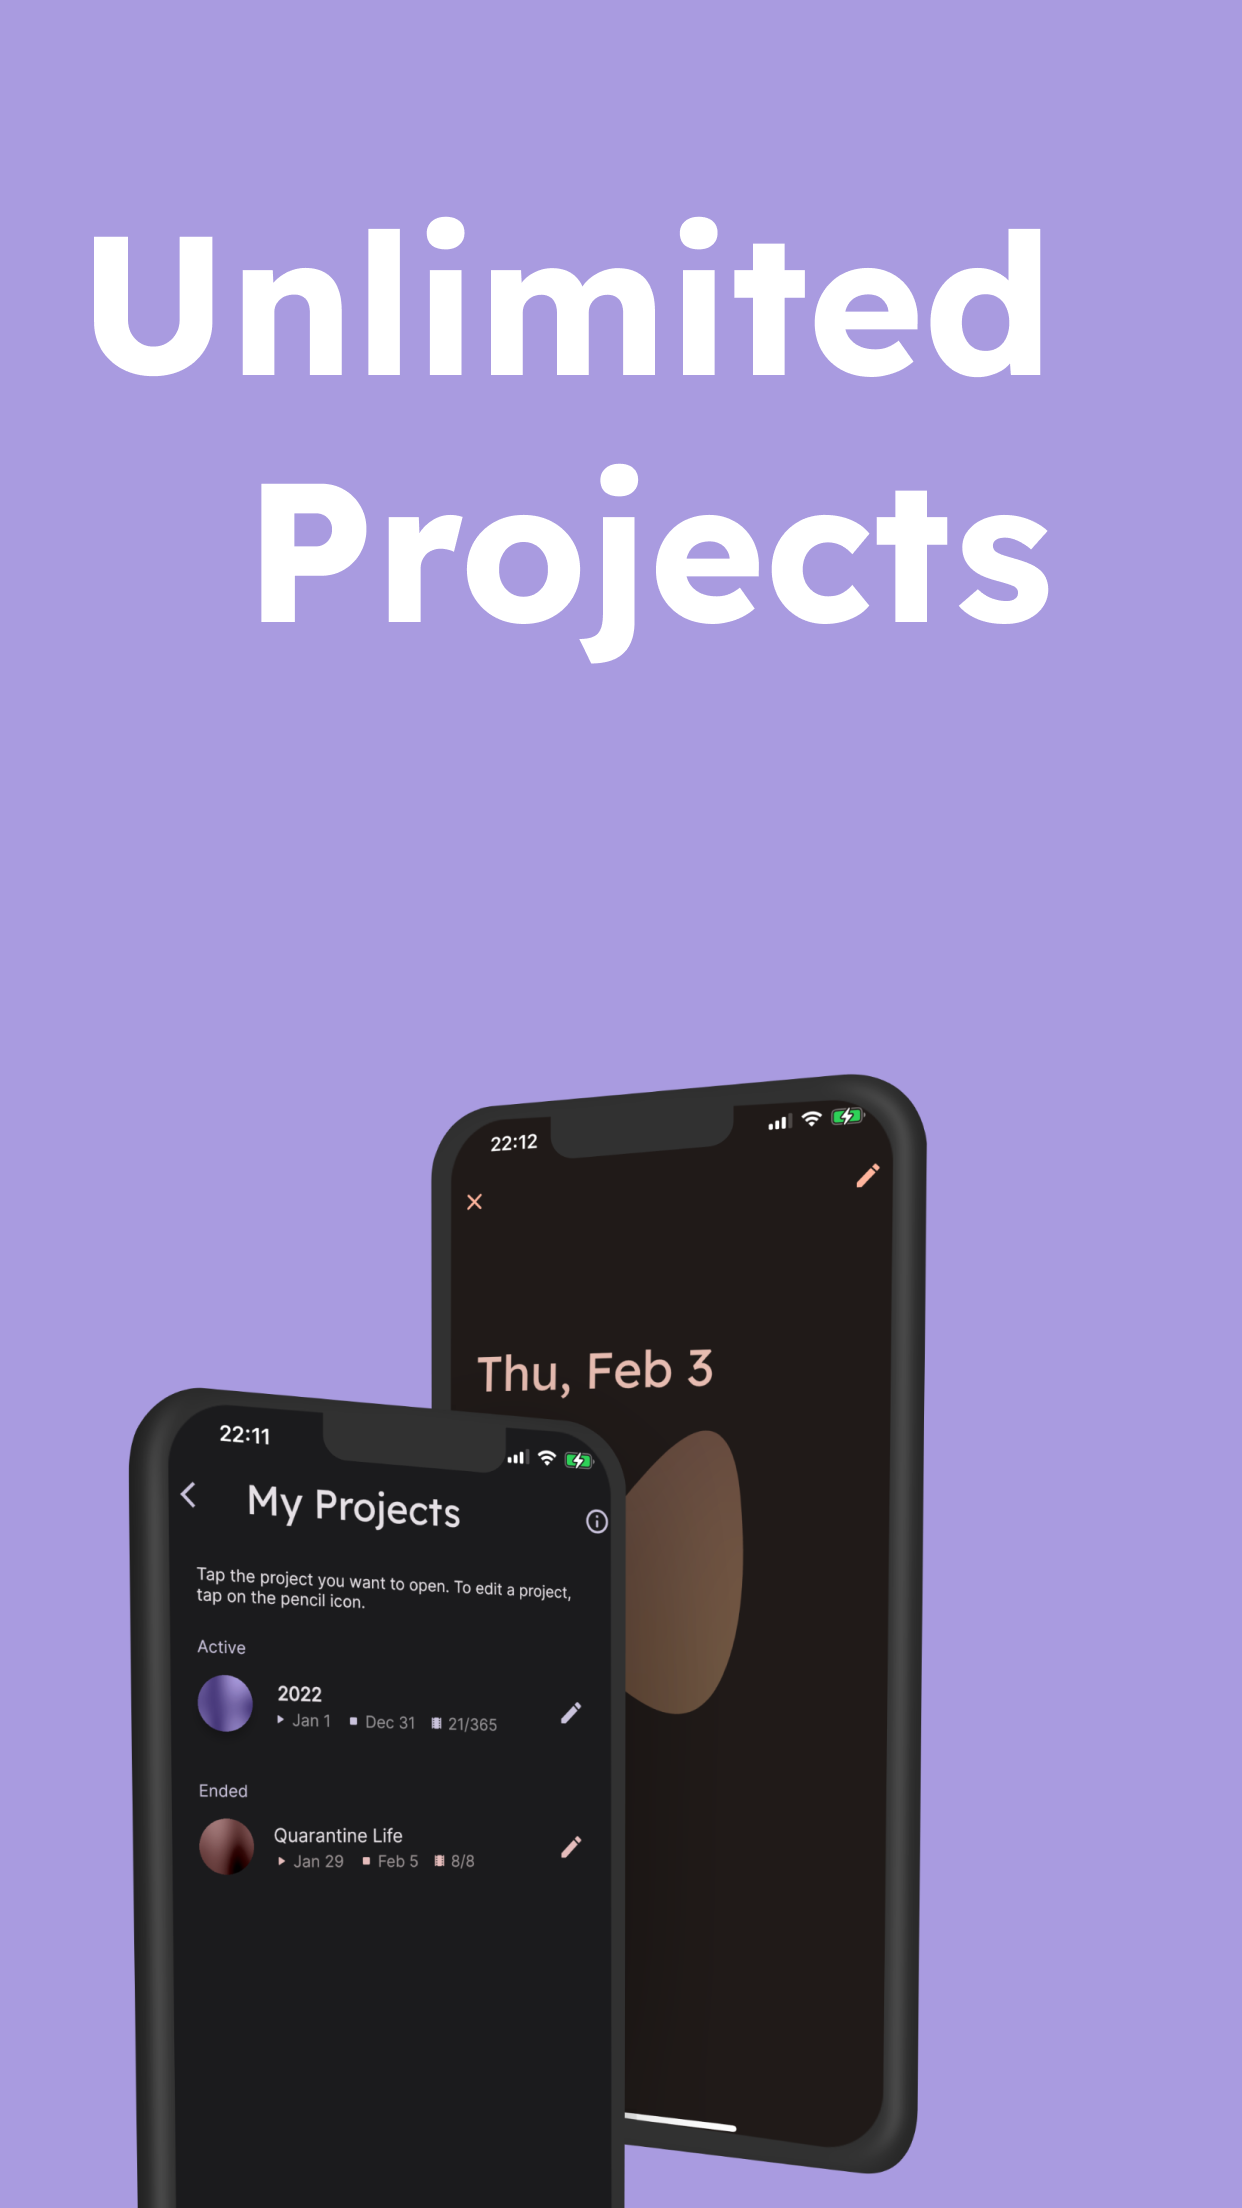 Unlimited
Projects
22:12
Thu, Feb 3
22:11
My Projects
Tap the project you want to open. To edit a project,
tap on the pencil icon.
Active
2022
Jan 1 Dec 31 21/365
Ended
Quarantine Life
Jan 29 Feb 5 8/8